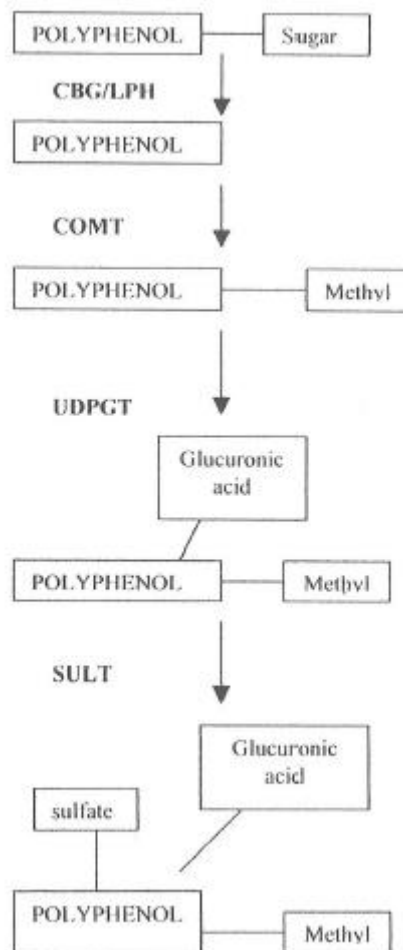 POLYPHENOL Sugar
CBG/LPH
POLYPHENOL
COMT
POLYPHENOL Methyl
UDPGT
Glucuronic
acid
POLYPHENOL Methyl
SULT
Glucuronic
acid
sulfate
POLYPHENOL
Methyl